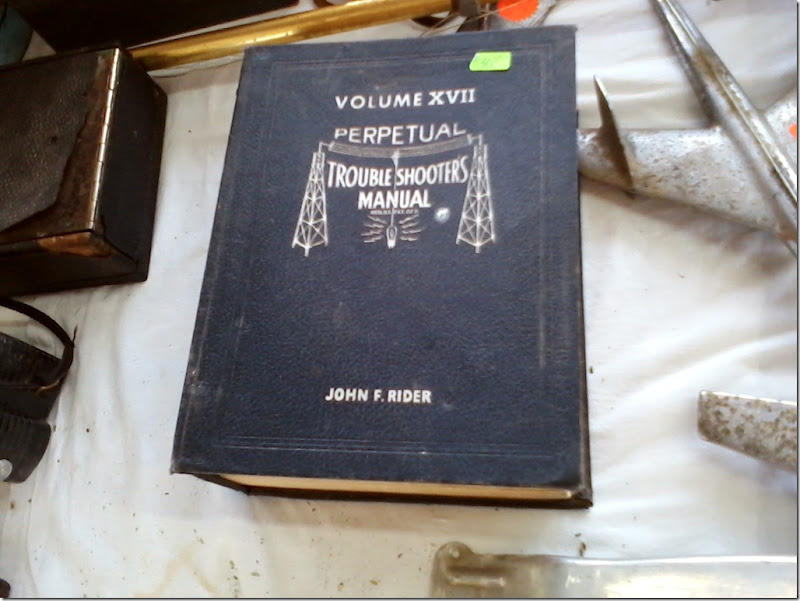 VOLUME XVII
PERPETUAL
TROUBLE SHOOTER'S
MANUAL
JOHN F. RIDER